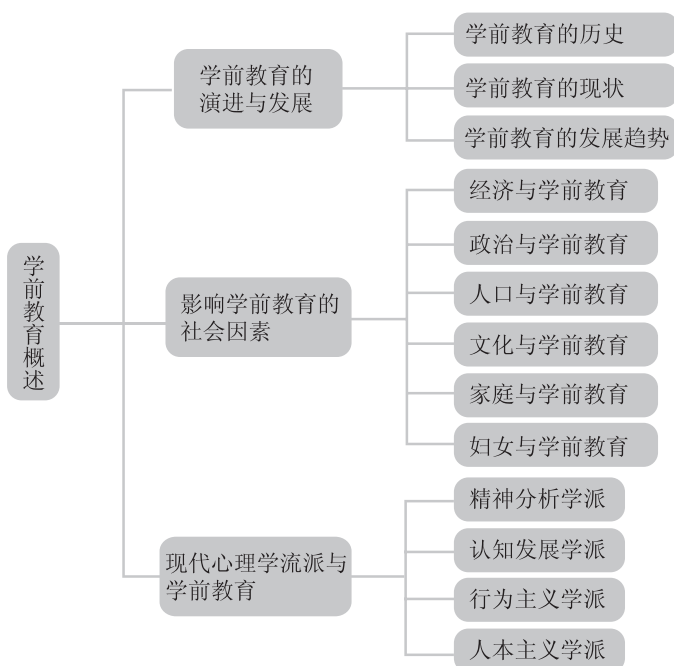 学前教育概述
学前教育的
演进与发展
学前教育的历史
学前教育的现状
学前教育的发展趋势
影响学前教育的
社会因素
经济与学前教育
政治与学前教育
人口与学前教育
文化与学前教育
家庭与学前教育
妇女与学前教育
现代心理学流派与
学前教育
精神分析学派
认知发展学派
行为主义学派
人本主义学派